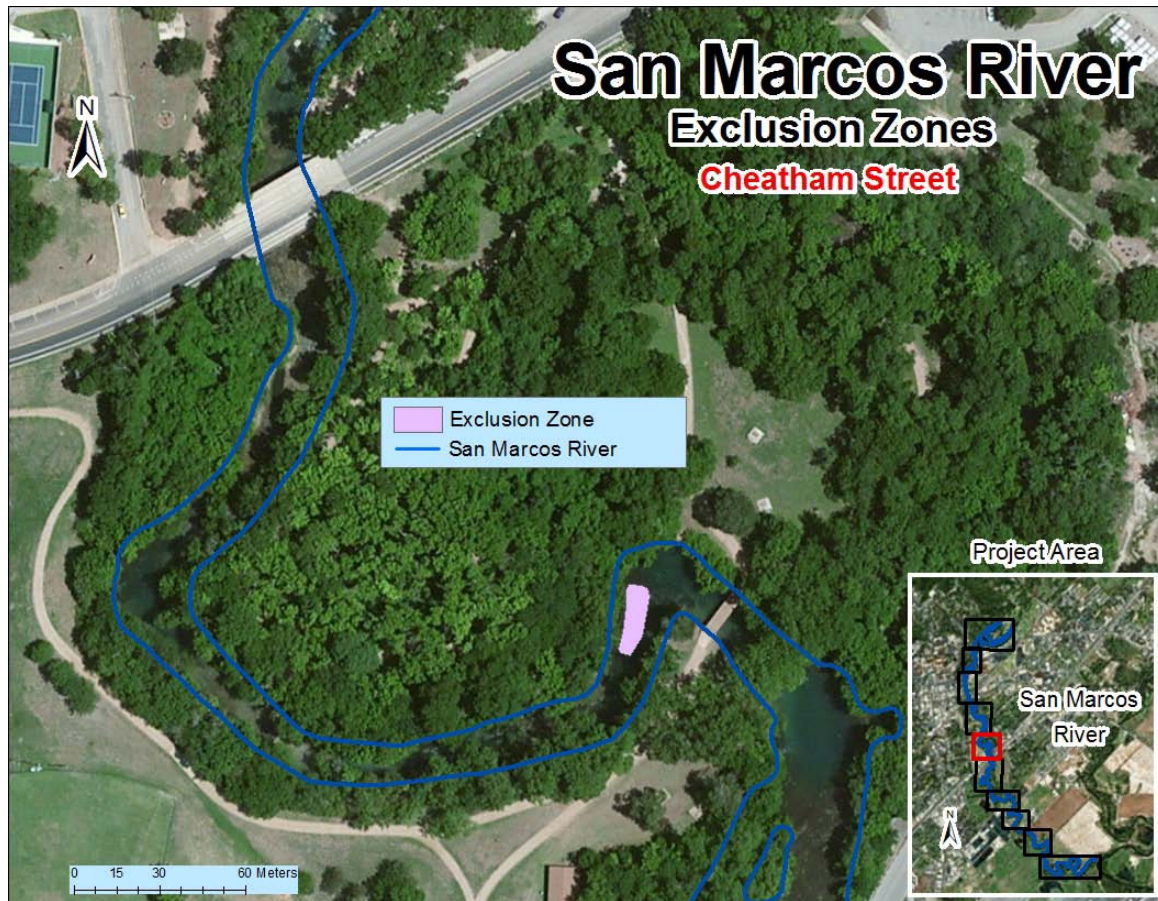 San Marcos River
Exclusion Zones
Cheatham Street
N
Exclusion Zone
San Marcos River
Project Area
San Marcos
River
N
0 15 30 60 Meters